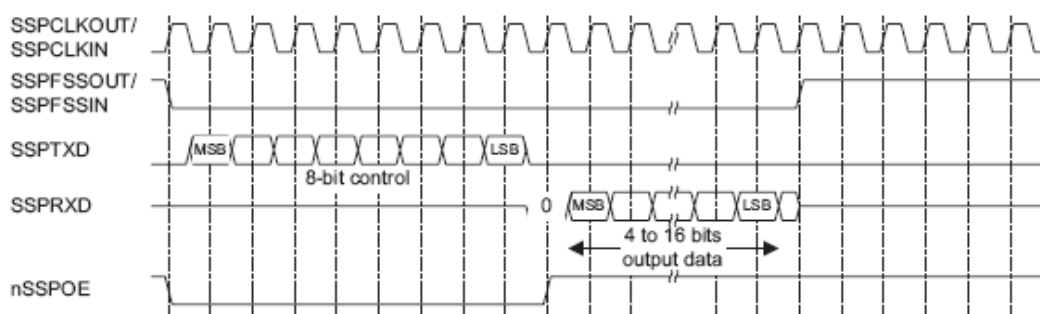 SSPCLKOUT/
SSPCLKIN
SSPFSSOUT/
SSPFSSIN
SSPTXD
MSB
LSB
8-bit control
SSPRXD
0
MSB
LSB
4 to 16 bits
output data
nSSPOE